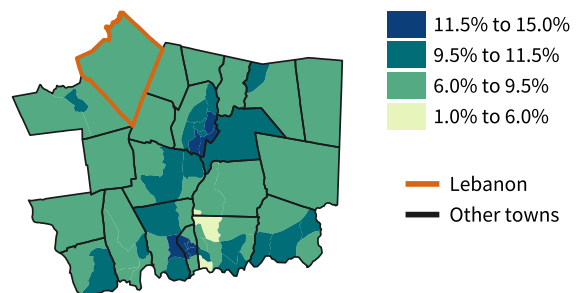 11.5% to 15.0%
9.5% to 11.5%
6.0% to 9.5%
1.0% to 6.0%
Lebanon
Other towns